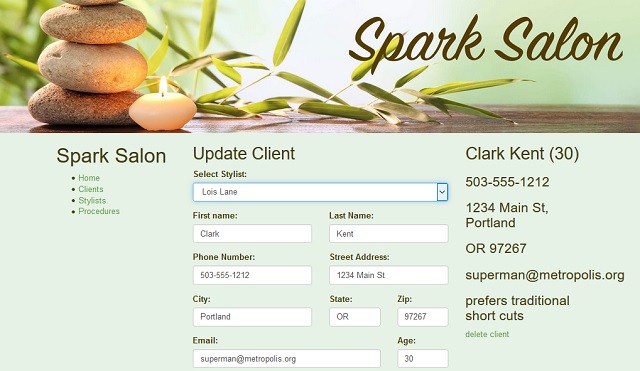 Spark Salon
Spark Salon
Home
Clients
Stylists
Procedures
Update Client
Select Stylist:
Lois Lane
First name:
Last Name:
Clark
Kent
Phone Number:
Street Address:
503-555-1212
1234 Main St
City:
State:
Zip:
Portland
OR
97267
Email:
Age:
superman@metropolis.org
30
Clark Kent (30)
503-555-1212
1234 Main St,
Portland
OR 97267
superman@metropolis.org
prefers traditional
short cuts
delete client